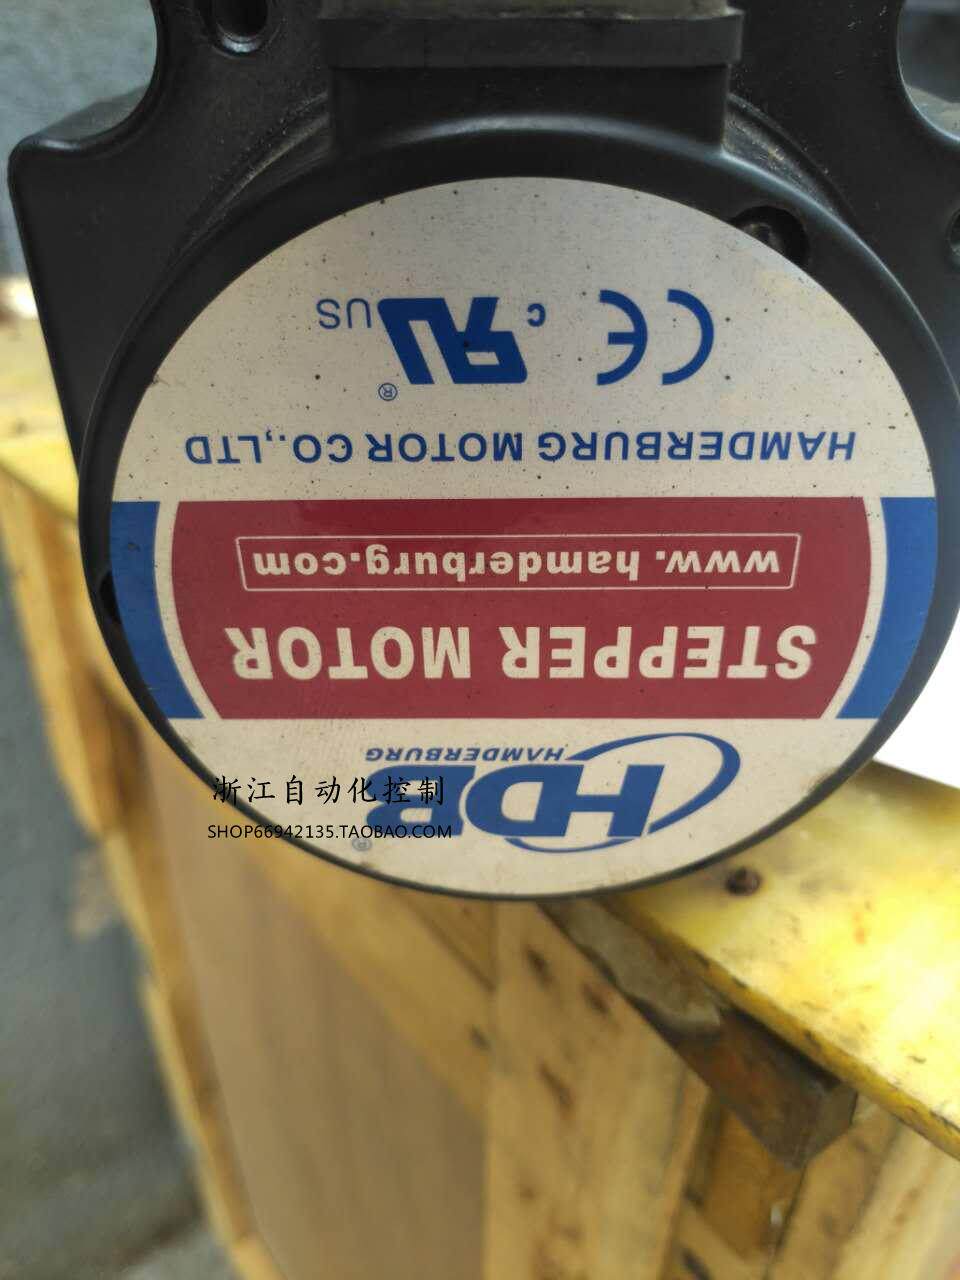 HDB®
HAMDERBURG
STEPPER MOTOR
www.hamderburg.com
HAMDERBURG MOTOR CO.,LTD
CE c RU® US
浙江自动化控制
SHOP66942135.TAOBAO.COM